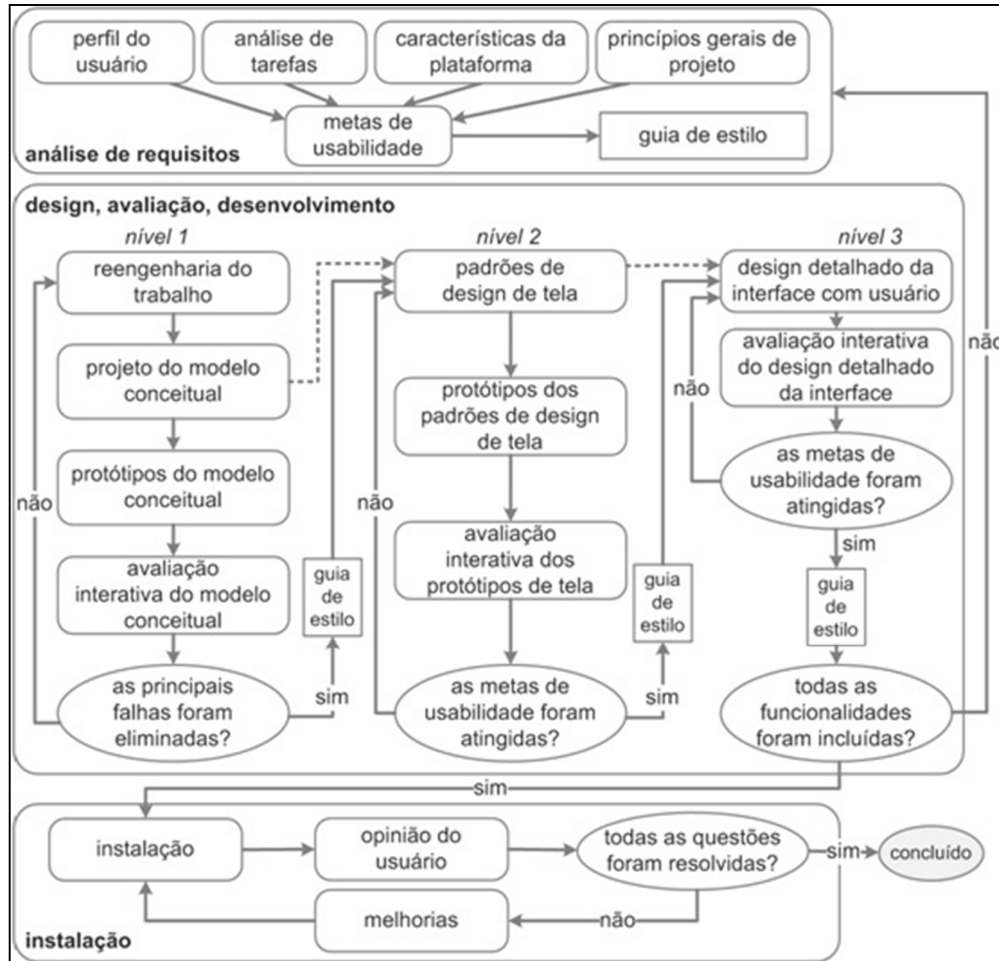 perfil do
usuário
análise de
tarefas
características da
plataforma
princípios gerais de
projeto
metas de
usabilidade
guia de estilo
análise de requisitos
design, avaliação, desenvolvimento
nível 1
reengenharia do
trabalho
projeto do modelo
conceitual
protótipos do modelo
conceitual
não
avaliação
interativa do modelo
conceitual
as principais
falhas foram
eliminadas?
sim
guia
de
estilo
nível 2
padrões de
design de tela
protótipos dos
padrões de design
de tela
não
avaliação
interativa dos
protótipos de tela
as metas de
usabilidade foram
atingidas?
sim
guia
de
estilo
nível 3
design detalhado da
interface com usuário
avaliação interativa
do design detalhado
da interface
não
as metas de
usabilidade foram
atingidas?
sim
guia
de
estilo
todas as
funcionalidades
foram incluídas?
não
sim
instalação
opinião do
usuário
todas as questões
foram resolvidas?
sim
concluído
melhorias
não
instalação